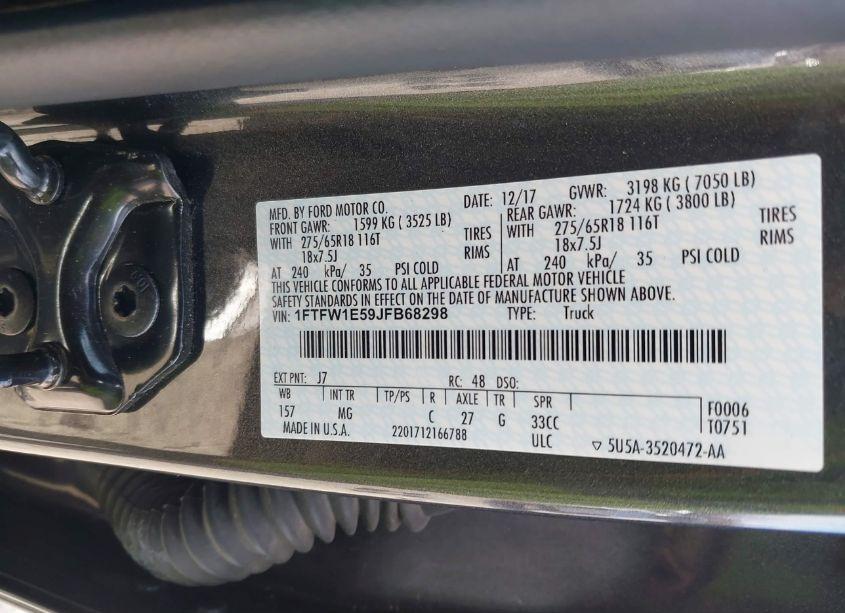 MFD. BY FORD MOTOR CO. DATE: 12/17 GVWR: 3198 KG ( 7050 LB)
FRONT GAWR: 1599 KG ( 3525 LB) REAR GAWR: 1724 KG ( 3800 LB)
WITH 275/65R18 116T TIRES WITH 275/65R18 116T TIRES
18x7.5J RIMS 18x7.5J RIMS
AT 240 kPa/ 35 PSI COLD AT 240 kPa/ 35 PSI COLD
THIS VEHICLE CONFORMS TO ALL APPLICABLE FEDERAL MOTOR VEHICLE
SAFETY STANDARDS IN EFFECT ON THE DATE OF MANUFACTURE SHOWN ABOVE.
VIN: 1FTFW1E59JFB68298 TYPE: Truck
EXT PNT: J7 RC: 48 DSO:
WB INT TR TP/PS R AXLE TR SPR F0006
157 MG C 27 G 33CC T0751
MADE IN U.S.A. 2201712166788 ULC ▽ 5U5A-3520472-AA